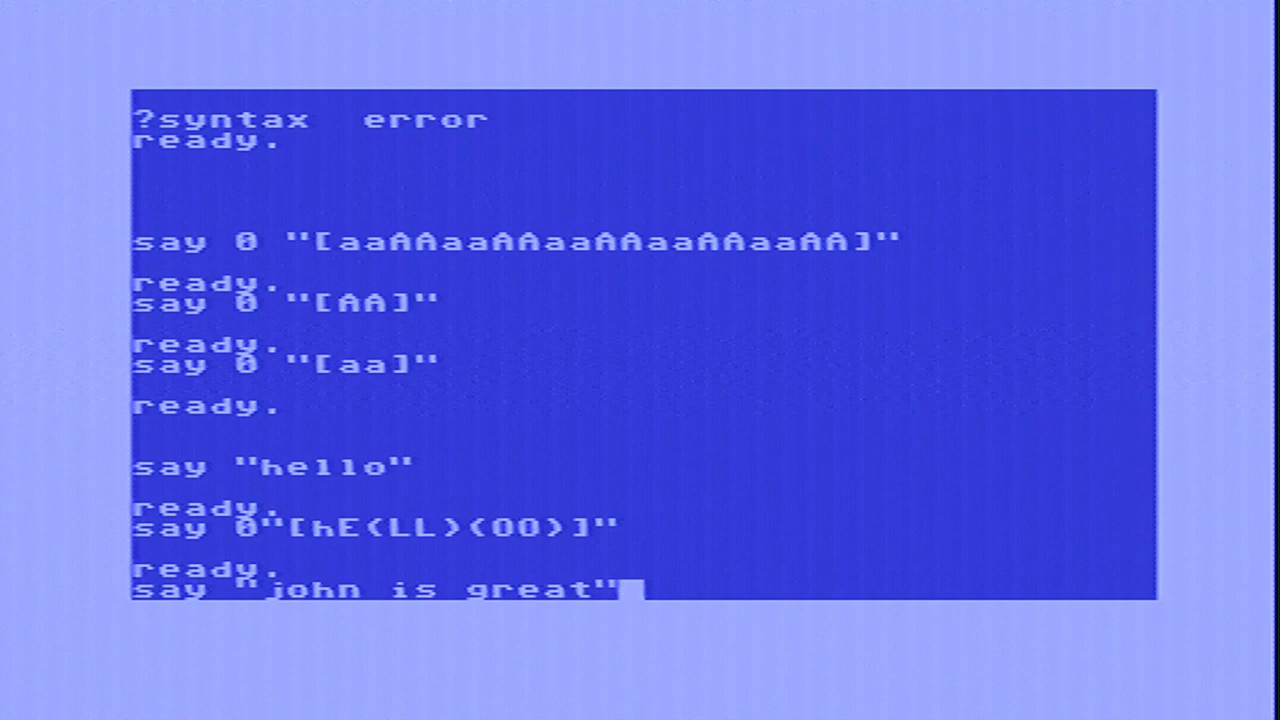 ?syntax  error
ready.
say 0 "[aaAAaaAAaaAAaaAAaaAA]"
ready.
say 0 "[AA]"
ready.
say 0 "[aa]"
ready.
say "hello"
ready.
say 0"[hE(LL)(OO)]"
ready.
say "john is great"